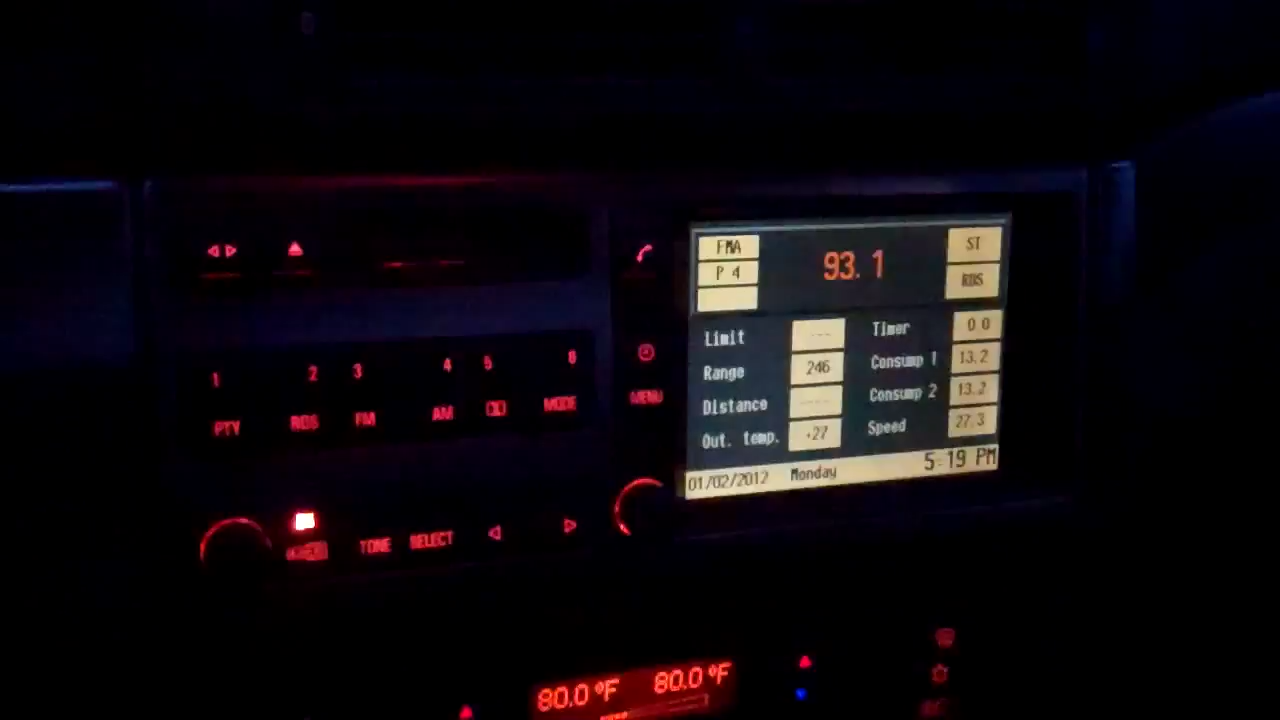 FMA
93. 1
ST
P 4
RDS
Limit ---
Timer 0.0
Range 246
Consump 1 13.2
Distance ----
Consump 2 13.2
Out. temp. +27
Speed 27.3
01/02/2012 Monday 5:19 PM
1 2 3 4 5 6
PTY RDS FM AM MODE
MENU
TONE SELECT
80.0 °F 80.0 °F